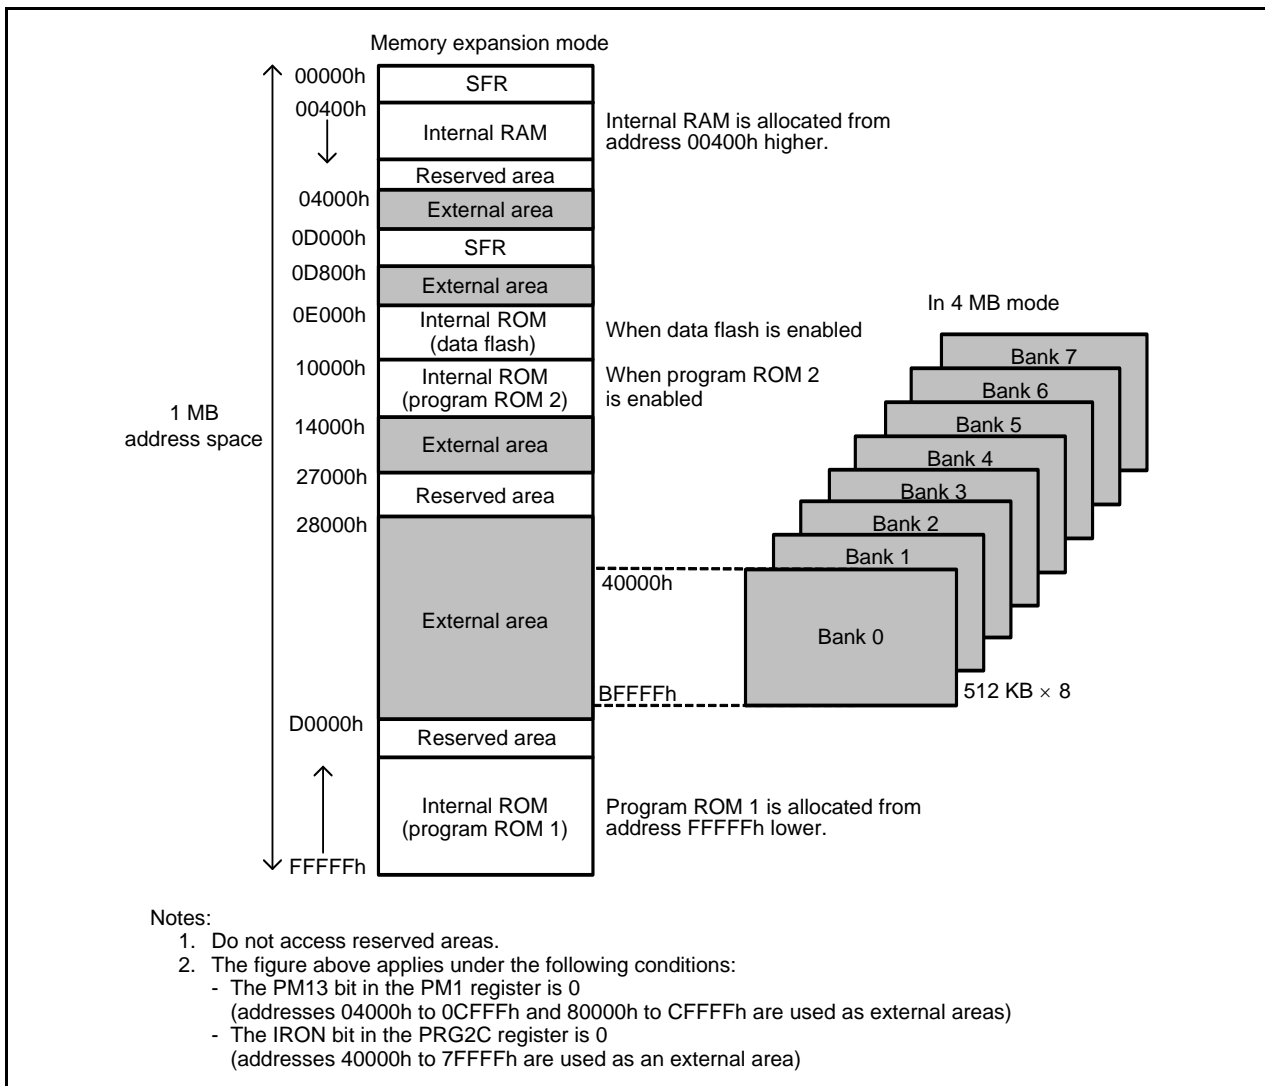 Memory expansion mode
00000h
SFR
00400h
Internal RAM
Internal RAM is allocated from
address 00400h higher.
Reserved area
04000h
External area
0D000h
SFR
0D800h
External area
0E000h
Internal ROM
(data flash)
When data flash is enabled
10000h
Internal ROM
(program ROM 2)
When program ROM 2
is enabled
1 MB
address space
14000h
External area
27000h
Reserved area
28000h
External area
40000h
BFFFFh
D0000h
Reserved area
Internal ROM
(program ROM 1)
Program ROM 1 is allocated from
address FFFFFh lower.
FFFFFh
In 4 MB mode
Bank 7
Bank 6
Bank 5
Bank 4
Bank 3
Bank 2
Bank 1
Bank 0
512 KB × 8
Notes:
1. Do not access reserved areas.
2. The figure above applies under the following conditions:
- The PM13 bit in the PM1 register is 0
(addresses 04000h to 0CFFFh and 80000h to CFFFFh are used as external areas)
- The IRON bit in the PRG2C register is 0
(addresses 40000h to 7FFFFh are used as an external area)